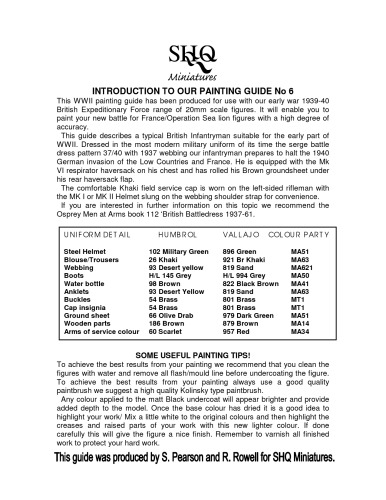 SHQ
Miniatures
INTRODUCTION TO OUR PAINTING GUIDE No 6
This WWII painting guide has been produced for use with our early war 1939-40
British Expeditionary Force range of 20mm scale figures. It will enable you to
paint your new battle for France/Operation Sea lion figures with a high degree of
accuracy.
This guide describes a typical British Infantryman suitable for the early part of
WWII. Dressed in the most modern military uniform of its time the serge battle
dress pattern 37/40 with 1937 webbing our infantryman prepares to halt the 1940
German invasion of the Low Countries and France. He is equipped with the Mk
VI respirator haversack on his chest and has rolled his Brown groundsheet under
his rear haversack flap.
The comfortable Khaki field service cap is worn on the left-sided rifleman with
the MK I or MK II Helmet slung on the webbing shoulder strap for convenience.
If you are interested in further information on this topic we recommend the
Osprey Men at Arms book 112 'British Battledress 1937-61.
UNIFORM DETAIL HUMBROL VALLAJO COLOUR PARTY
Steel Helmet 102 Military Green 896 Green MA51
Blouse/Trousers 26 Khaki 921 Br Khaki MA63
Webbing 93 Desert yellow 819 Sand MA621
Boots H/L 145 Grey H/L 994 Grey MA50
Water bottle 98 Brown 822 Black Brown MA41
Anklets 93 Desert Yellow 819 Sand MA63
Buckles 54 Brass 801 Brass MT1
Cap insignia 54 Brass 801 Brass MT1
Ground sheet 66 Olive Drab 979 Dark Green MA51
Wooden parts 186 Brown 879 Brown MA14
Arms of service colour 60 Scarlet 957 Red MA34
SOME USEFUL PAINTING TIPS!
To achieve the best results from your painting we recommend that you clean the
figures with water and remove all flash/mould line before undercoating the figure.
To achieve the best results from your painting always use a good quality
paintbrush we suggest a high quality Kolinsky type paintbrush.
Any colour applied to the matt Black undercoat will appear brighter and provide
added depth to the model. Once the base colour has dried it is a good idea to
highlight your work/ Mix a little white to the original colours and then highlight the
creases and raised parts of your work with this new lighter colour. If done
carefully this will give the figure a nice finish. Remember to varnish all finished
work to protect your hard work.
This guide was produced by S. Pearson and R. Rowell for SHQ Miniatures.